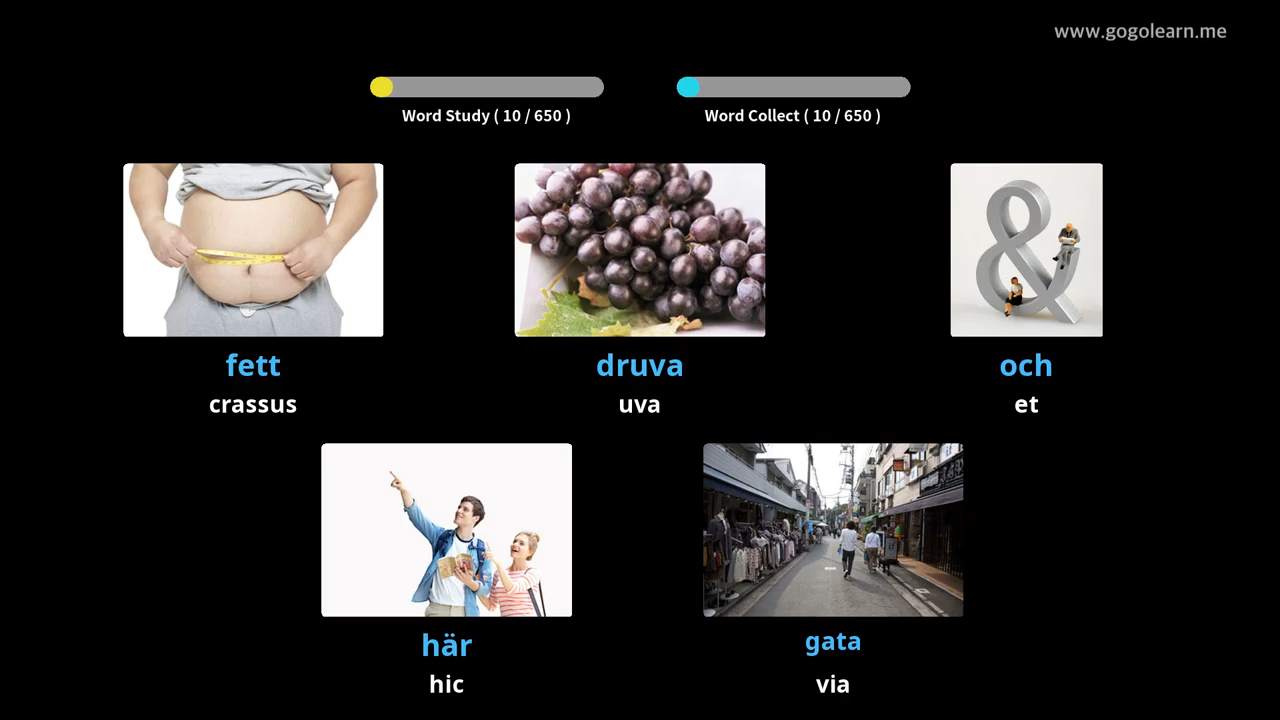 www.gogolearn.me
Word Study ( 10 / 650 )
Word Collect ( 10 / 650 )
fett
crassus
druva
uva
och
et
&
här
hic
gata
via